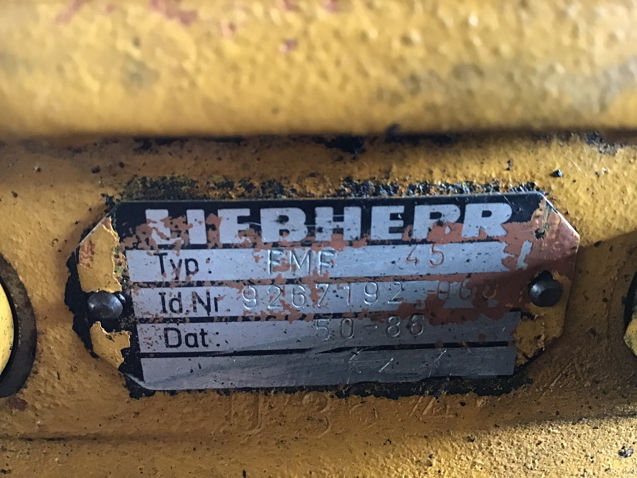 LIEBHERR
Typ: FMF 45
Id.Nr 9267192
Dat: 50-86